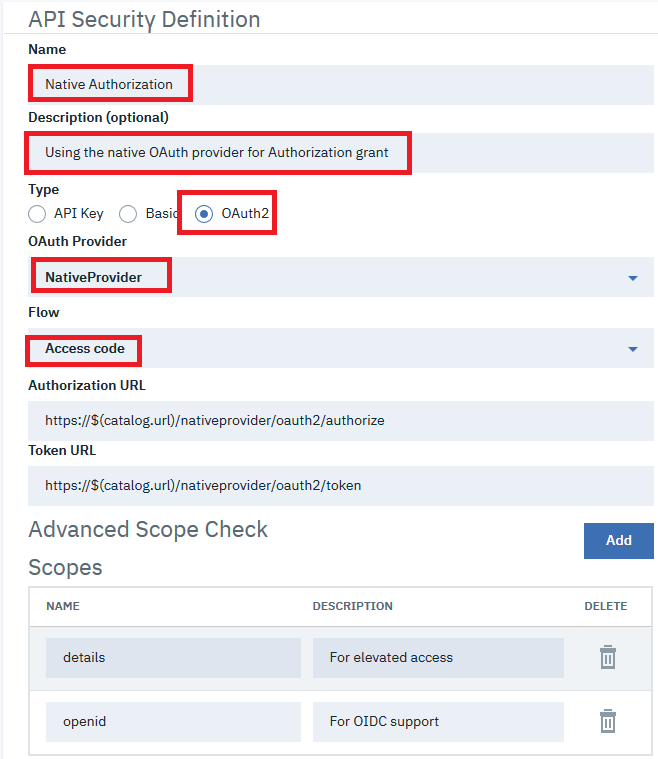 API Security Definition
Name
Native Authorization
Description (optional)
Using the native OAuth provider for Authorization grant
Type
API Key Basic OAuth2
OAuth Provider
NativeProvider
Flow
Access code
Authorization URL
https://$(catalog.url)/nativeprovider/oauth2/authorize
Token URL
https://$(catalog.url)/nativeprovider/oauth2/token
Advanced Scope Check
Add
Scopes
NAME DESCRIPTION DELETE
details For elevated access
openid For OIDC support